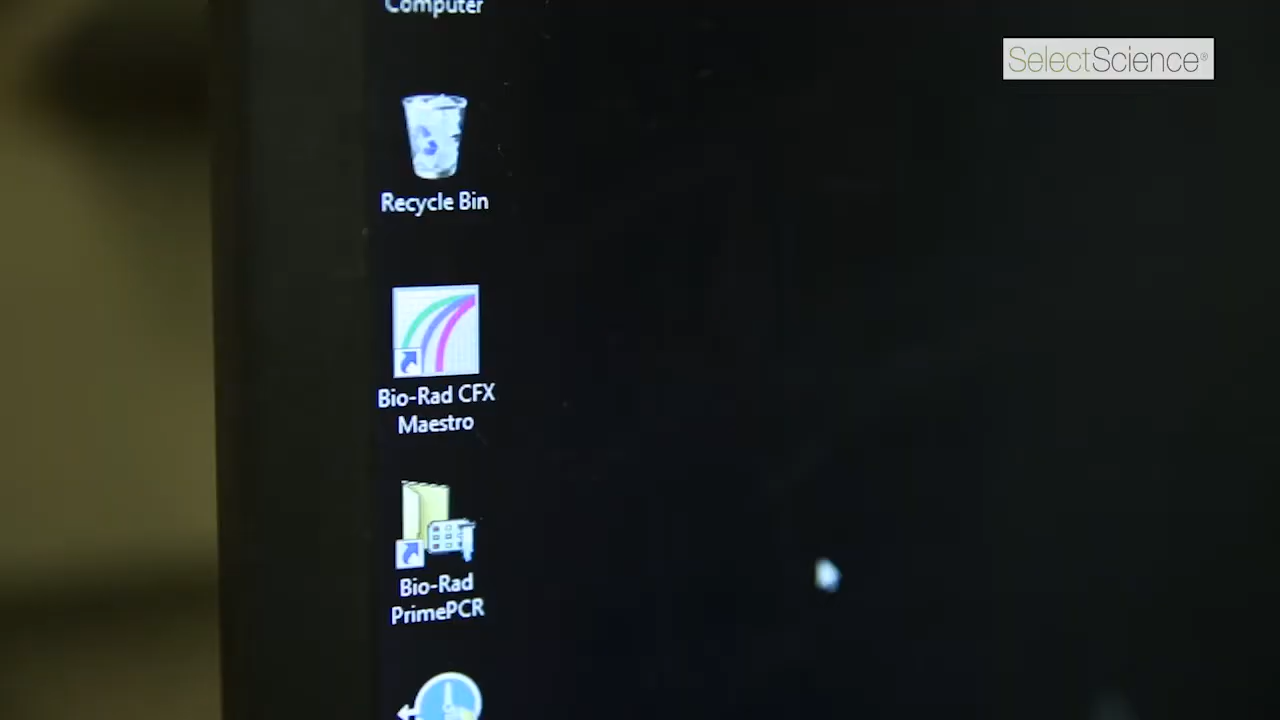 Computer
SelectScience®
Recycle Bin
Bio-Rad CFX
Maestro
Bio-Rad
PrimePCR